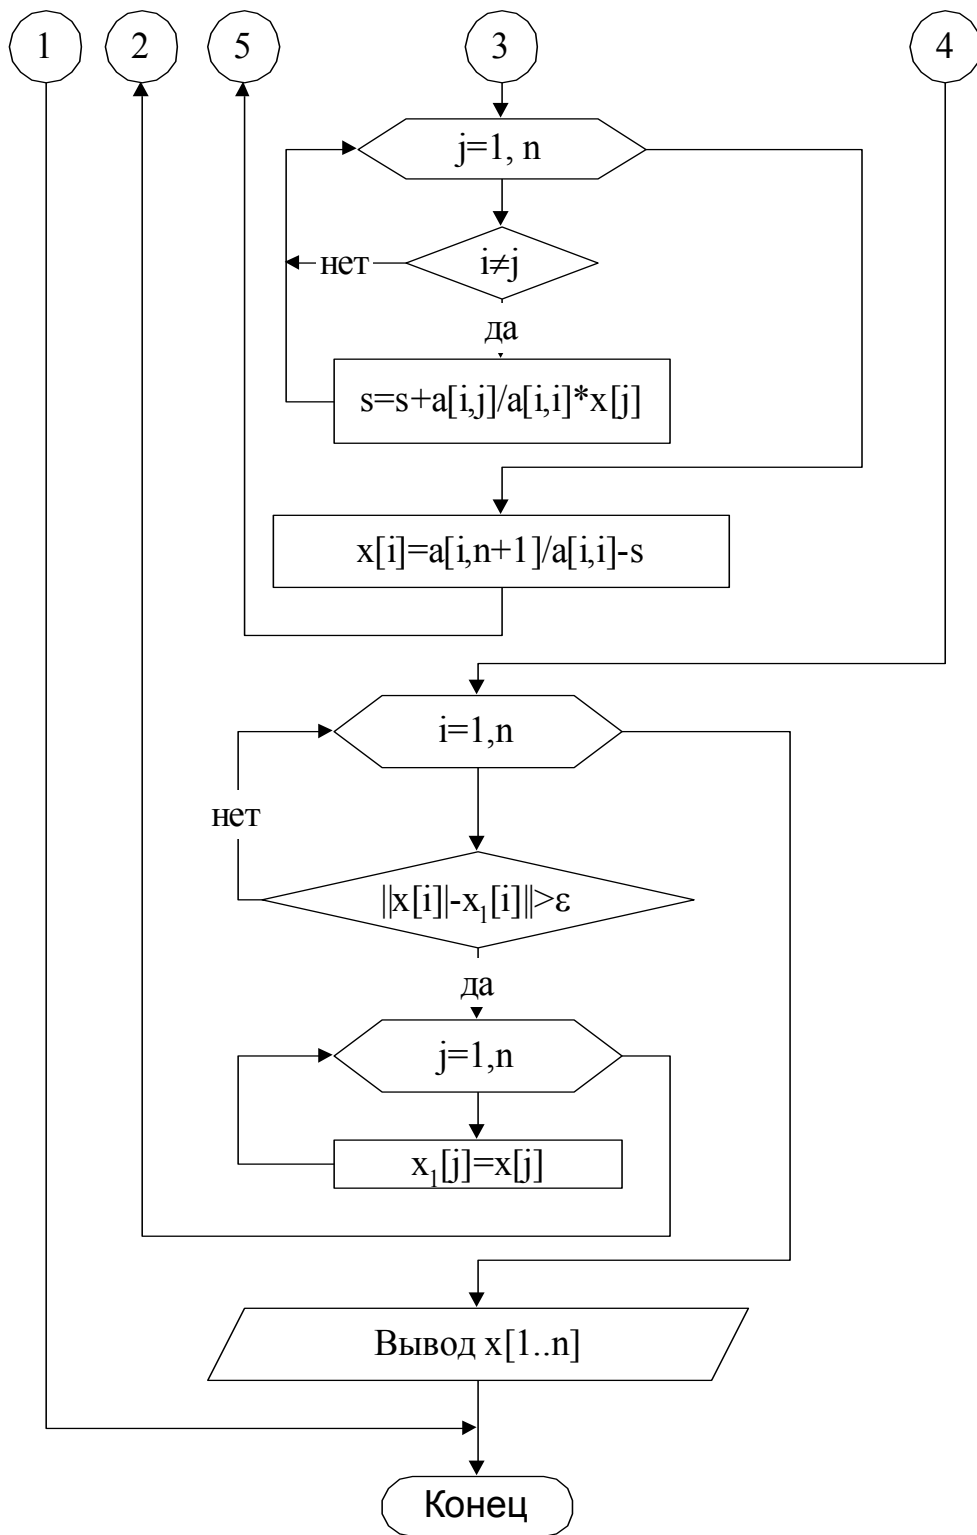 1 2 5 3 4
j=1, n
нет i≠j
да
s=s+a[i,j]/a[i,i]*x[j]
x[i]=a[i,n+1]/a[i,i]-s
i=1,n
нет
||x[i]|-x₁[i]||>ε
да
j=1,n
x₁[j]=x[j]
Вывод x[1..n]
Конец